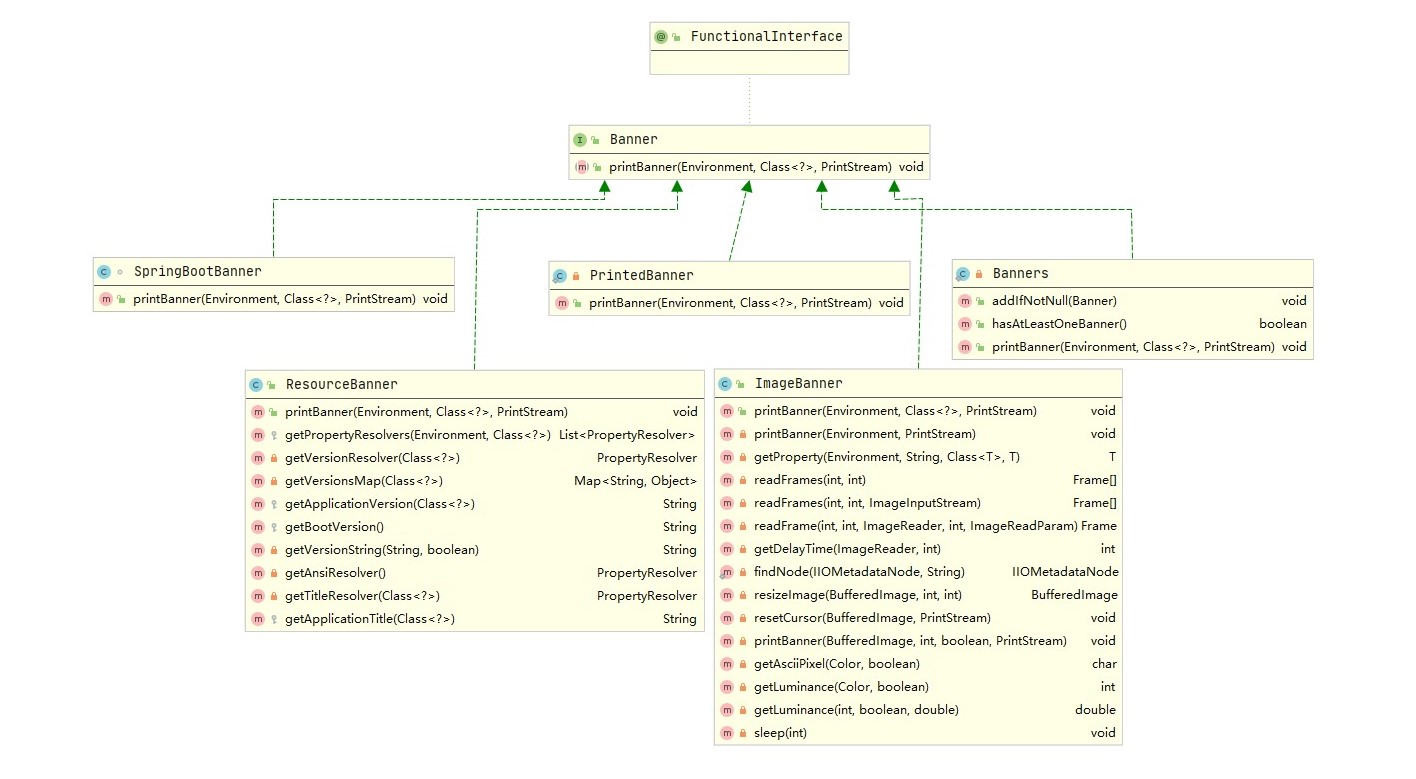 FunctionalInterface
Banner
printBanner(Environment, Class<?>, PrintStream) void
SpringBootBanner
printBanner(Environment, Class<?>, PrintStream) void
PrintedBanner
printBanner(Environment, Class<?>, PrintStream) void
Banners
addIfNotNull(Banner) void
hasAtLeastOneBanner() boolean
printBanner(Environment, Class<?>, PrintStream) void
ResourceBanner
printBanner(Environment, Class<?>, PrintStream) void
getPropertyResolvers(Environment, Class<?>) List<PropertyResolver>
getVersionResolver(Class<?>) PropertyResolver
getVersionsMap(Class<?>) Map<String, Object>
getApplicationVersion(Class<?>) String
getBootVersion() String
getVersionString(String, boolean) String
getAnsiResolver() PropertyResolver
getTitleResolver(Class<?>) PropertyResolver
getApplicationTitle(Class<?>) String
ImageBanner
printBanner(Environment, Class<?>, PrintStream) void
printBanner(Environment, PrintStream) void
getProperty(Environment, String, Class<T>, T) T
readFrames(int, int) Frame[]
readFrames(int, int, ImageInputStream) Frame[]
readFrame(int, int, ImageReader, int, ImageReadParam) Frame
getDelayTime(ImageReader, int) int
findNode(IIOMetadataNode, String) IIOMetadataNode
resizeImage(BufferedImage, int, int) BufferedImage
resetCursor(BufferedImage, PrintStream) void
printBanner(BufferedImage, int, boolean, PrintStream) void
getAsciiPixel(Color, boolean) char
getLuminance(Color, boolean) int
getLuminance(int, boolean, double) double
sleep(int) void